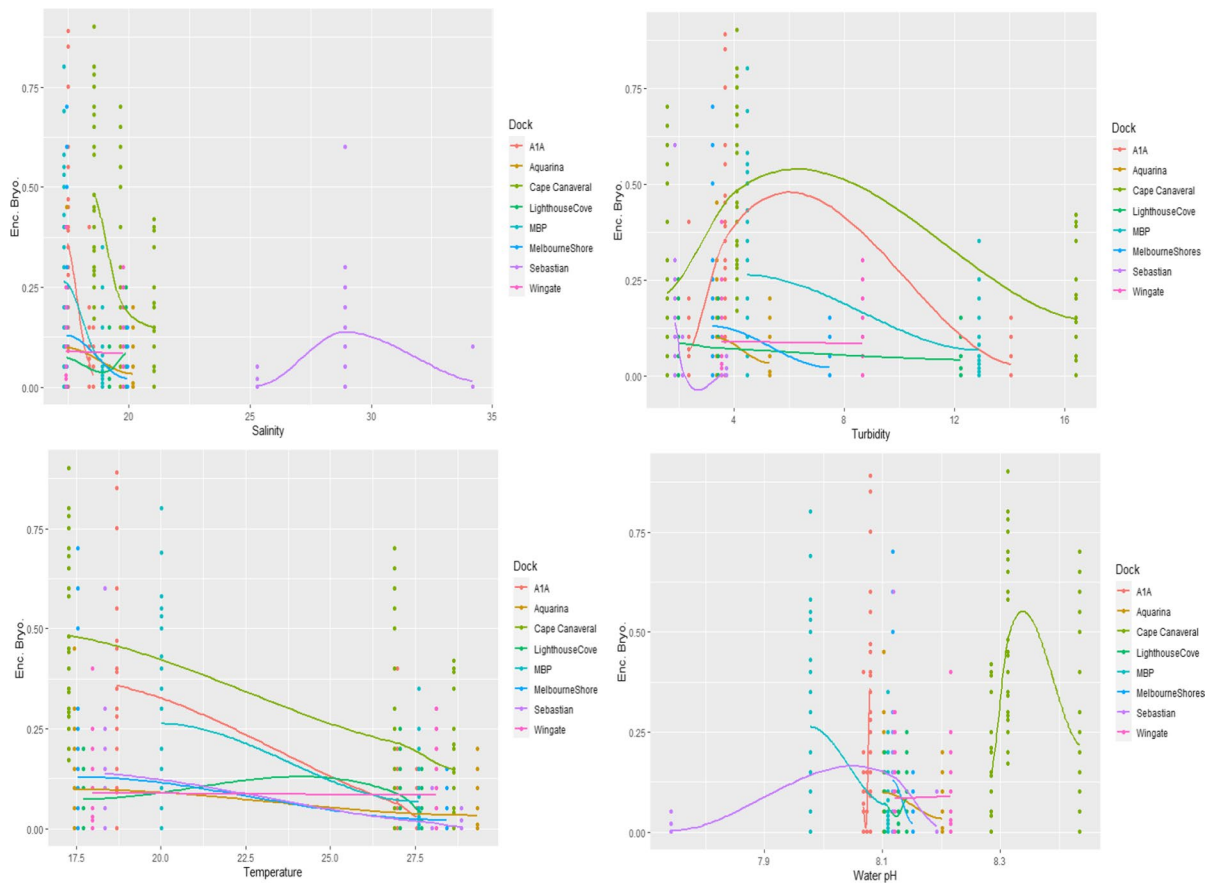 0.75
0.50
0.25
0.00
Enc. Bryo.
20
25
30
35
Salinity
Dock
A1A
Aquarina
Cape Canaveral
LighthouseCove
MBP
MelbourneShore
Sebastian
Wingate
0.75
0.50
0.25
0.00
Enc. Bryo.
4
8
12
16
Turbidity
Dock
A1A
Aquarina
Cape Canaveral
LighthouseCove
MBP
MelbourneShores
Sebastian
Wingate
0.75
0.50
0.25
0.00
Enc. Bryo.
17.5
20.0
22.5
25.0
27.5
Temperature
Dock
A1A
Aquarina
Cape Canaveral
LighthouseCove
MBP
MelbourneShore
Sebastian
Wingate
0.75
0.50
0.25
0.00
Enc. Bryo.
7.9
8.1
8.3
Water pH
Dock
A1A
Aquarina
Cape Canaveral
LighthouseCove
MBP
MelbourneShores
Sebastian
Wingate